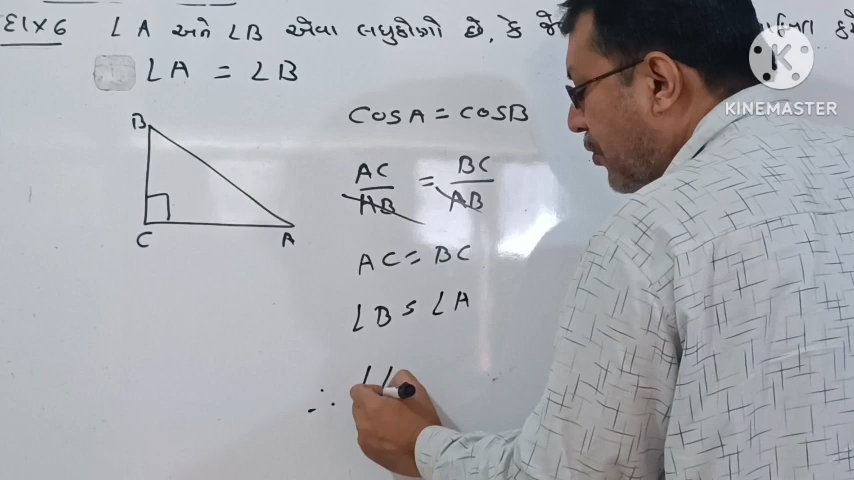 દાખ 6 ∠A અને ∠B એવા લઘુકોણો છે, કે જે
∠A = ∠B
COSA = COSB
AC/AB = BC/AB
AC = BC
∠B = ∠A
∴
B
C
A
KINEMASTER